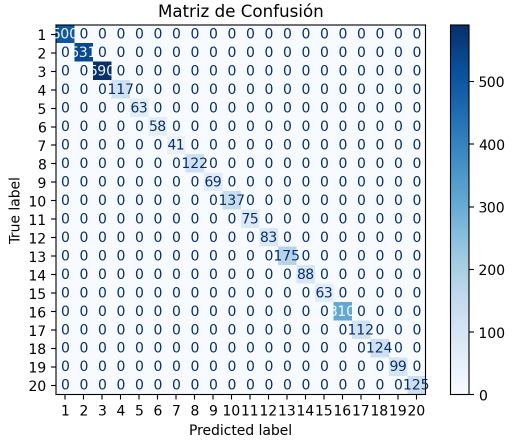 Matriz de Confusión
True label
1 500 0 0 0 0 0 0 0 0 0 0 0 0 0 0 0 0 0 0 0
2 0 531 0 0 0 0 0 0 0 0 0 0 0 0 0 0 0 0 0 0
3 0 0 590 0 0 0 0 0 0 0 0 0 0 0 0 0 0 0 0 0
4 0 0 0 117 0 0 0 0 0 0 0 0 0 0 0 0 0 0 0 0
5 0 0 0 0 63 0 0 0 0 0 0 0 0 0 0 0 0 0 0 0
6 0 0 0 0 0 58 0 0 0 0 0 0 0 0 0 0 0 0 0 0
7 0 0 0 0 0 0 41 0 0 0 0 0 0 0 0 0 0 0 0 0
8 0 0 0 0 0 0 0 122 0 0 0 0 0 0 0 0 0 0 0 0
9 0 0 0 0 0 0 0 0 69 0 0 0 0 0 0 0 0 0 0 0
10 0 0 0 0 0 0 0 0 0 137 0 0 0 0 0 0 0 0 0 0
11 0 0 0 0 0 0 0 0 0 0 75 0 0 0 0 0 0 0 0 0
12 0 0 0 0 0 0 0 0 0 0 0 83 0 0 0 0 0 0 0 0
13 0 0 0 0 0 0 0 0 0 0 0 0 175 0 0 0 0 0 0 0
14 0 0 0 0 0 0 0 0 0 0 0 0 0 88 0 0 0 0 0 0
15 0 0 0 0 0 0 0 0 0 0 0 0 0 0 63 0 0 0 0 0
16 0 0 0 0 0 0 0 0 0 0 0 0 0 0 0 310 0 0 0 0
17 0 0 0 0 0 0 0 0 0 0 0 0 0 0 0 0 112 0 0 0
18 0 0 0 0 0 0 0 0 0 0 0 0 0 0 0 0 0 124 0 0
19 0 0 0 0 0 0 0 0 0 0 0 0 0 0 0 0 0 0 99 0
20 0 0 0 0 0 0 0 0 0 0 0 0 0 0 0 0 0 0 0 125
1 2 3 4 5 6 7 8 9 10 11 12 13 14 15 16 17 18 19 20
Predicted label
500
400
300
200
100
0